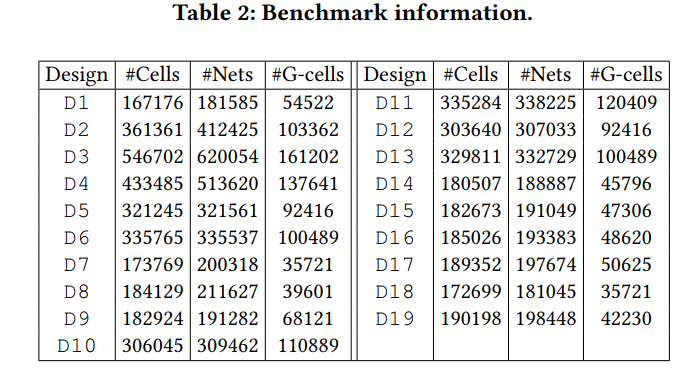 Table 2: Benchmark information.
Design #Cells #Nets #G-cells Design #Cells #Nets #G-cells
D1 167176 181585 54522 D11 335284 338225 120409
D2 361361 412425 103362 D12 303640 307033 92416
D3 546702 620054 161202 D13 329811 332729 100489
D4 433485 513620 137641 D14 180507 188887 45796
D5 321245 321561 92416 D15 182673 191049 47306
D6 335765 335537 100489 D16 185026 193383 48620
D7 173769 200318 35721 D17 189352 197674 50625
D8 184129 211627 39601 D18 172699 181045 35721
D9 182924 191282 68121 D19 190198 198448 42230
D10 306045 309462 110889